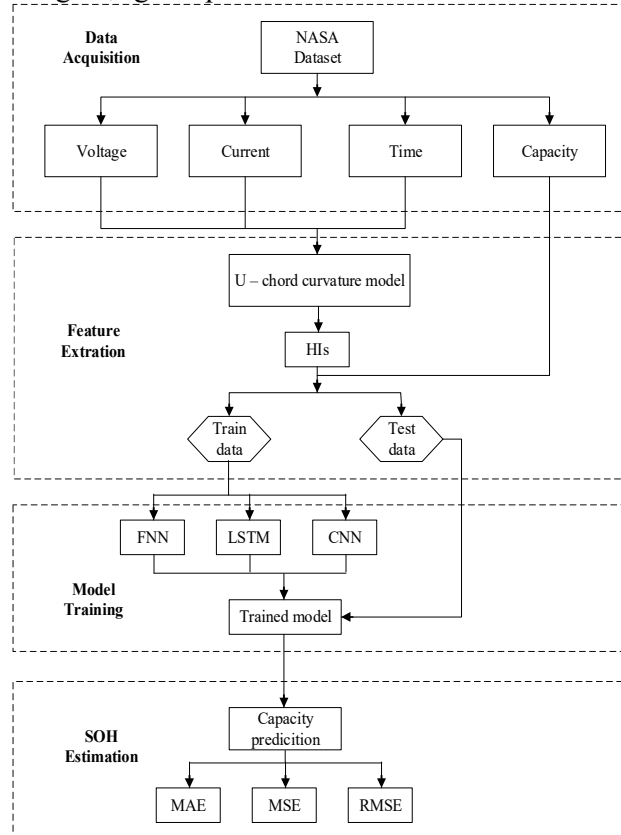 Data
Acquisition
NASA
Dataset
Voltage
Current
Time
Capacity
U – chord curvature model
Feature
Extration
HIs
Train
data
Test
data
FNN
LSTM
CNN
Model
Training
Trained model
SOH
Estimation
Capacity
predicition
MAE
MSE
RMSE